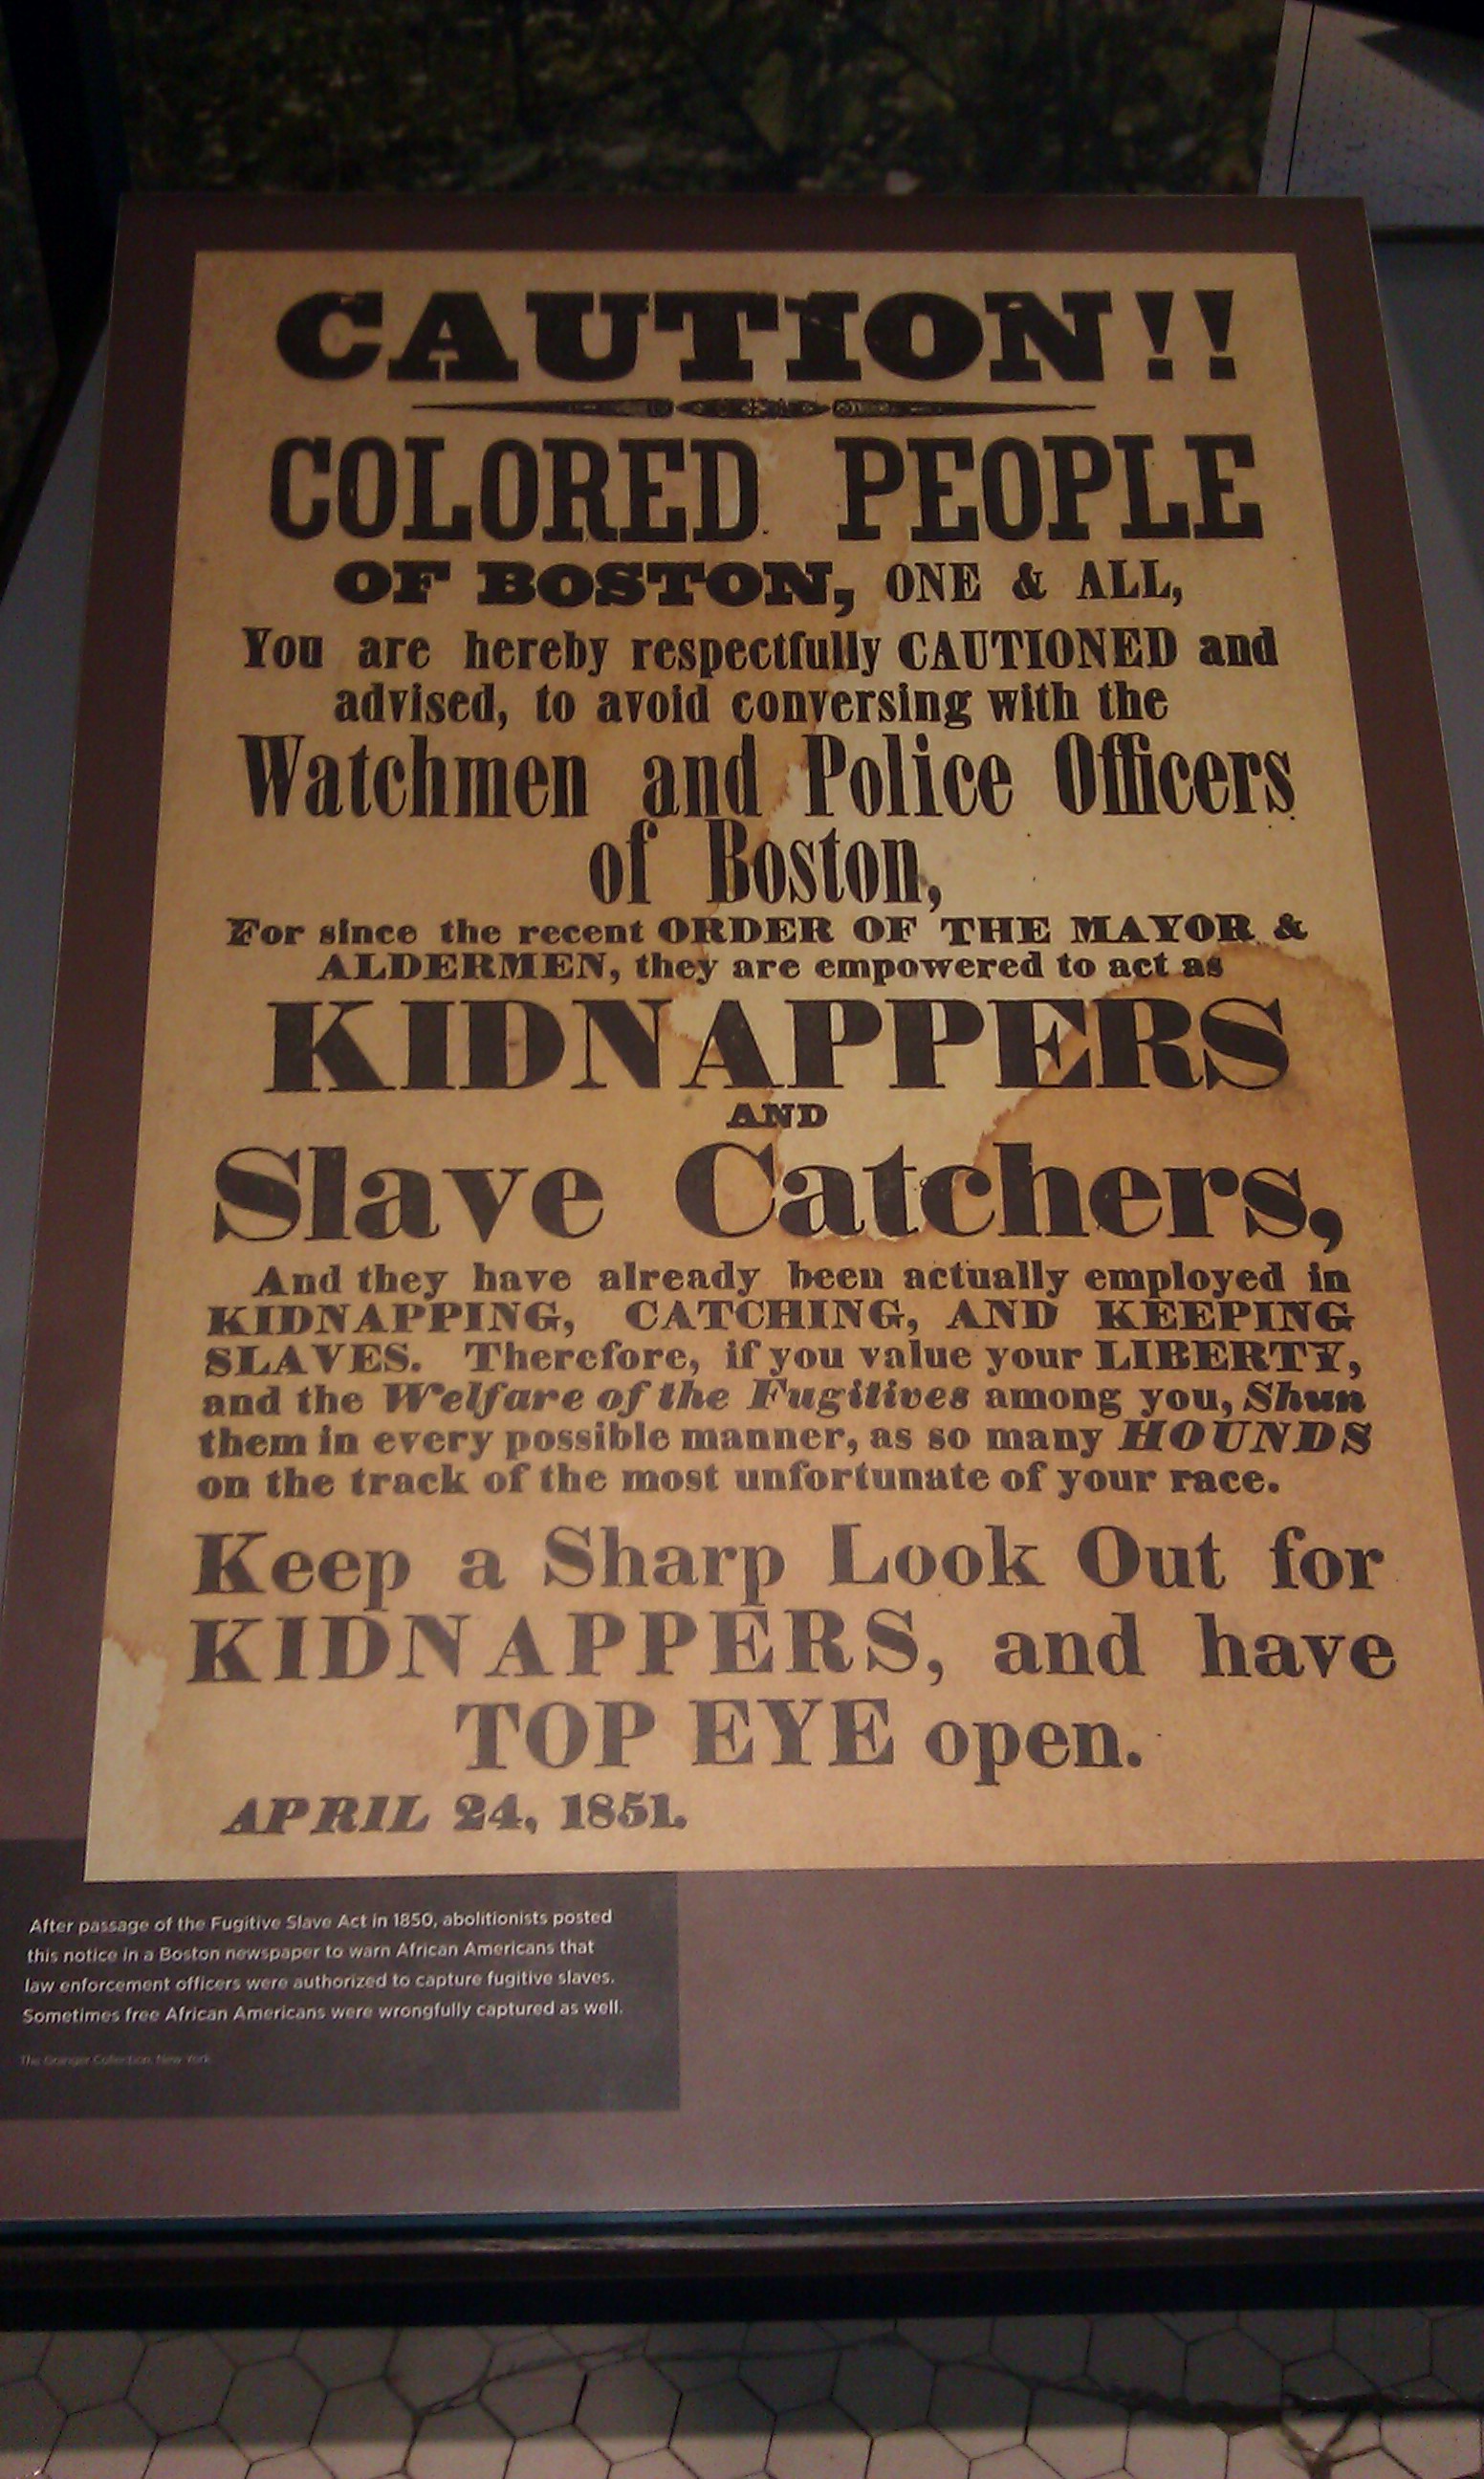 CAUTION!!
COLORED PEOPLE
OF BOSTON, ONE & ALL,
You are hereby respectfully CAUTIONED and
advised, to avoid conversing with the
Watchmen and Police Officers
of Boston,
For since the recent ORDER OF THE MAYOR &
ALDERMEN, they are empowered to act as
KIDNAPPERS
AND
Slave Catchers,
And they have already been actually employed in
KIDNAPPING, CATCHING, AND KEEPING
SLAVES. Therefore, if you value your LIBERTY,
and the Welfare of the Fugitives among you, Shun
them in every possible manner, as so many HOUNDS
on the track of the most unfortunate of your race.
Keep a Sharp Look Out for
KIDNAPPERS, and have
TOP EYE open.
APRIL 24, 1851.
After passage of the Fugitive Slave Act in 1850, abolitionists posted
this notice in a Boston newspaper to warn African Americans that
law enforcement officers were authorized to capture fugitive slaves.
Sometimes free African Americans were wrongfully captured as well.
The Granger Collection, New York